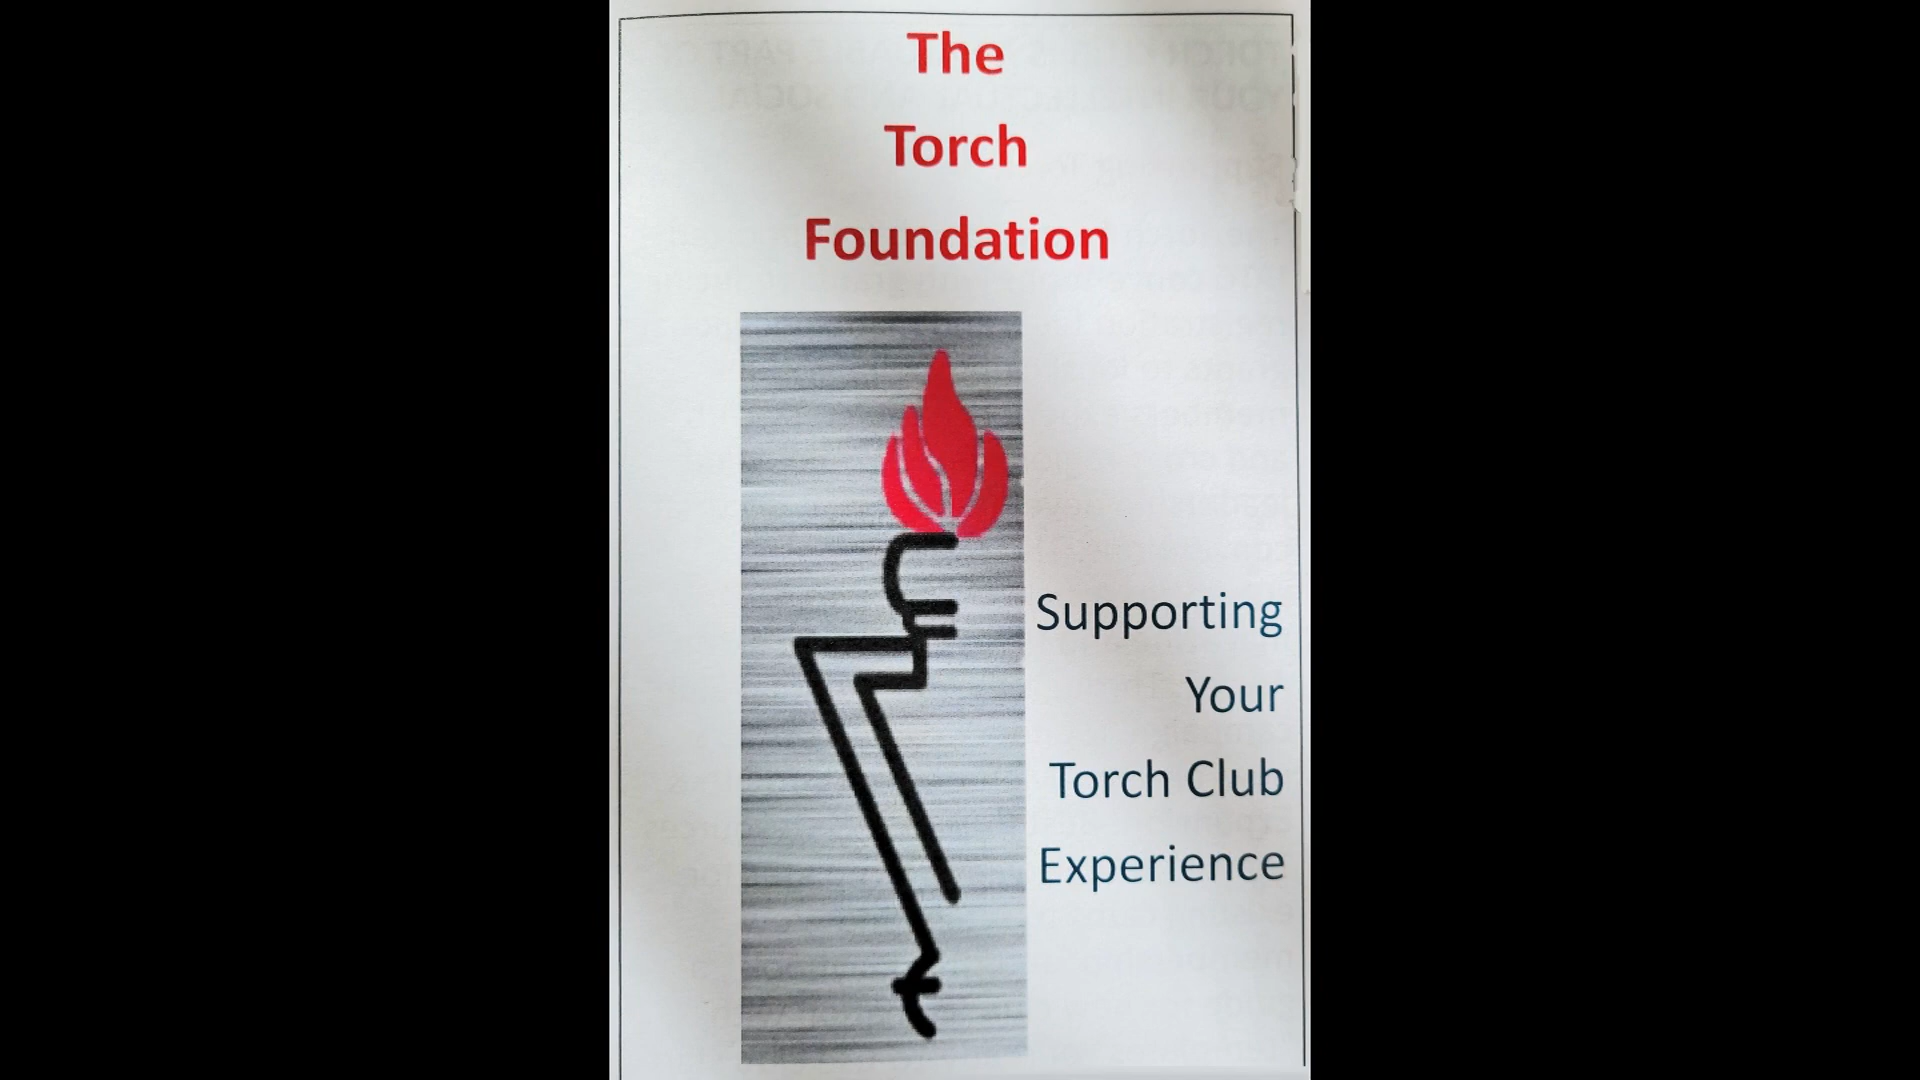 The
Torch
Foundation
Supporting
Your
Torch Club
Experience